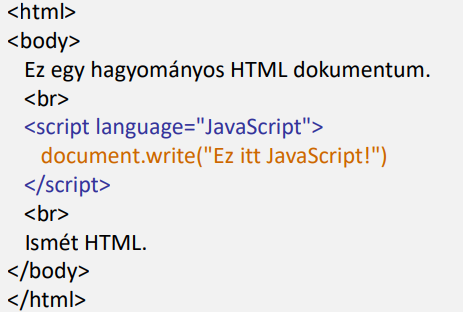 <html>
<body>
Ez egy hagyományos HTML dokumentum.
<br>
<script language="JavaScript">
document.write("Ez itt JavaScript!")
</script>
<br>
Ismét HTML.
</body>
</html>